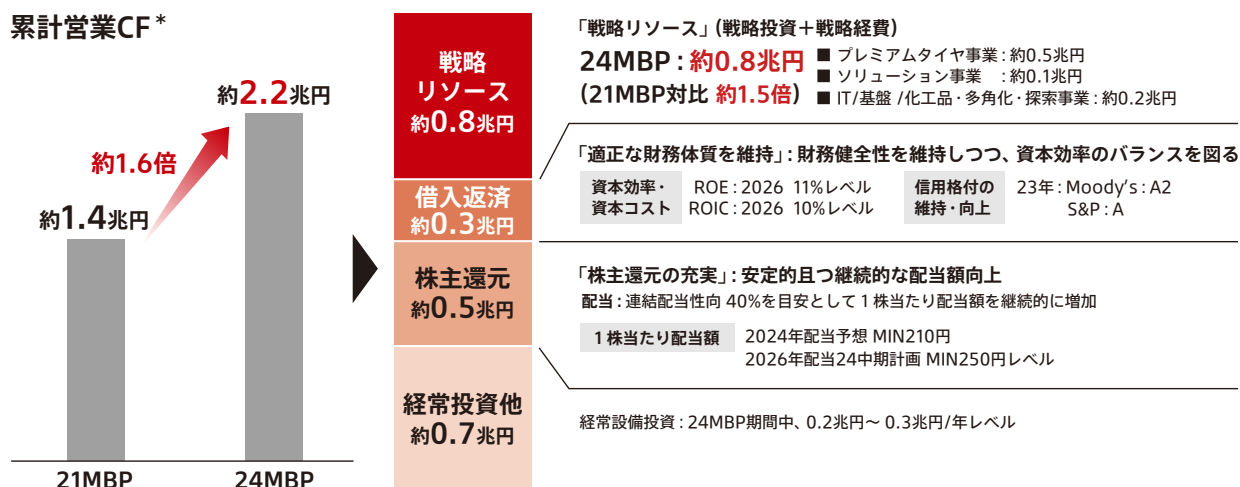 累計営業CF*
約2.2兆円
約1.6倍
約1.4兆円
21MBP
24MBP
戦略
リソース
約0.8兆円
借入返済
約0.3兆円
株主還元
約0.5兆円
経常投資他
約0.7兆円
「戦略リソース」(戦略投資+戦略経費)
24MBP:約0.8兆円
(21MBP対比 約1.5倍)
■ プレミアムタイヤ事業:約0.5兆円
■ ソリューション事業 :約0.1兆円
■ IT/基盤 /化工品・多角化・探索事業:約0.2兆円
「適正な財務体質を維持」:財務健全性を維持しつつ、資本効率のバランスを図る
資本効率・
資本コスト
ROE:2026 11%レベル
ROIC:2026 10%レベル
信用格付の
維持・向上
23年:Moody's:A2
S&P:A
「株主還元の充実」:安定的且つ継続的な配当額向上
配当:連結配当性向 40%を目安として1株当たり配当額を継続的に増加
1株当たり配当額
2024年配当予想 MIN210円
2026年配当24中期計画 MIN250円レベル
経常設備投資:24MBP期間中、0.2兆円〜0.3兆円/年レベル